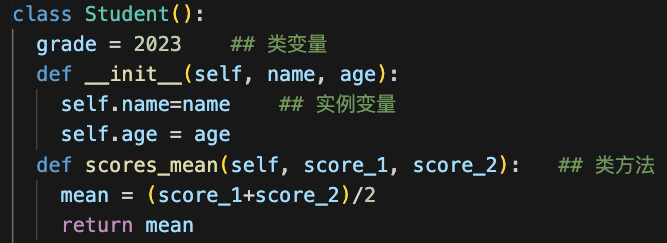 class Student():
  grade = 2023    ## 类变量
  def __init__(self, name, age):
    self.name=name    ## 实例变量
    self.age = age
  def scores_mean(self, score_1, score_2):   ## 类方法
    mean = (score_1+score_2)/2
    return mean